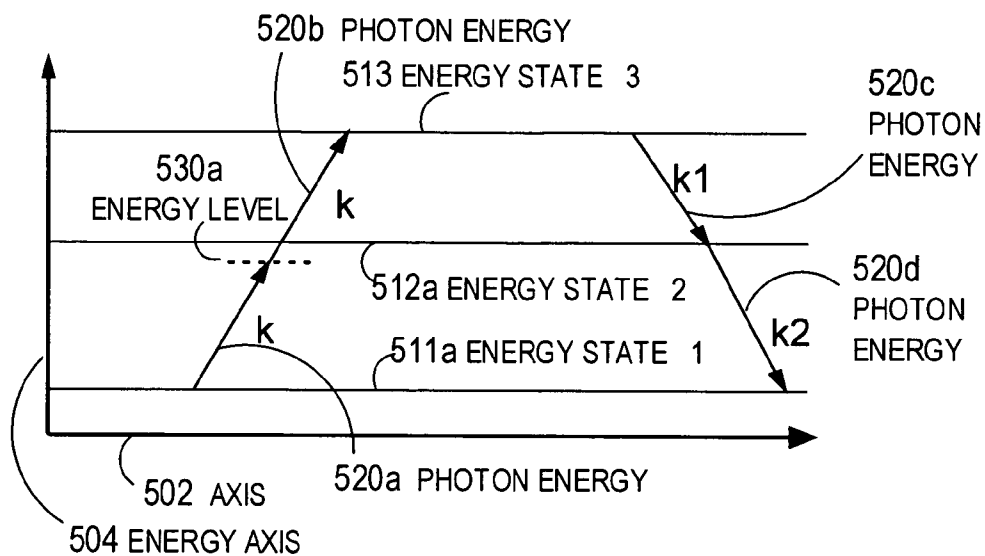 520b PHOTON ENERGY
513 ENERGY STATE 3
520c
PHOTON
ENERGY
530a
ENERGY LEVEL
k
k1
512a ENERGY STATE 2
520d
PHOTON
ENERGY
k
k2
511a ENERGY STATE 1
520a PHOTON ENERGY
502 AXIS
504 ENERGY AXIS